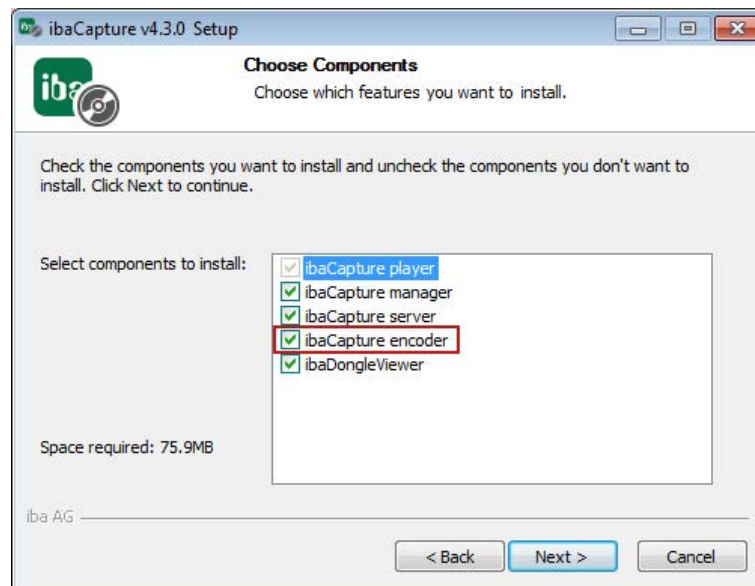 ibaCapture v4.3.0 Setup
Choose Components
Choose which features you want to install.
iba
Check the components you want to install and uncheck the components you don't want to
install. Click Next to continue.
Select components to install:
ibaCapture player
ibaCapture manager
ibaCapture server
ibaCapture encoder
ibaDongleViewer
Space required: 75.9MB
iba AG
< Back
Next >
Cancel